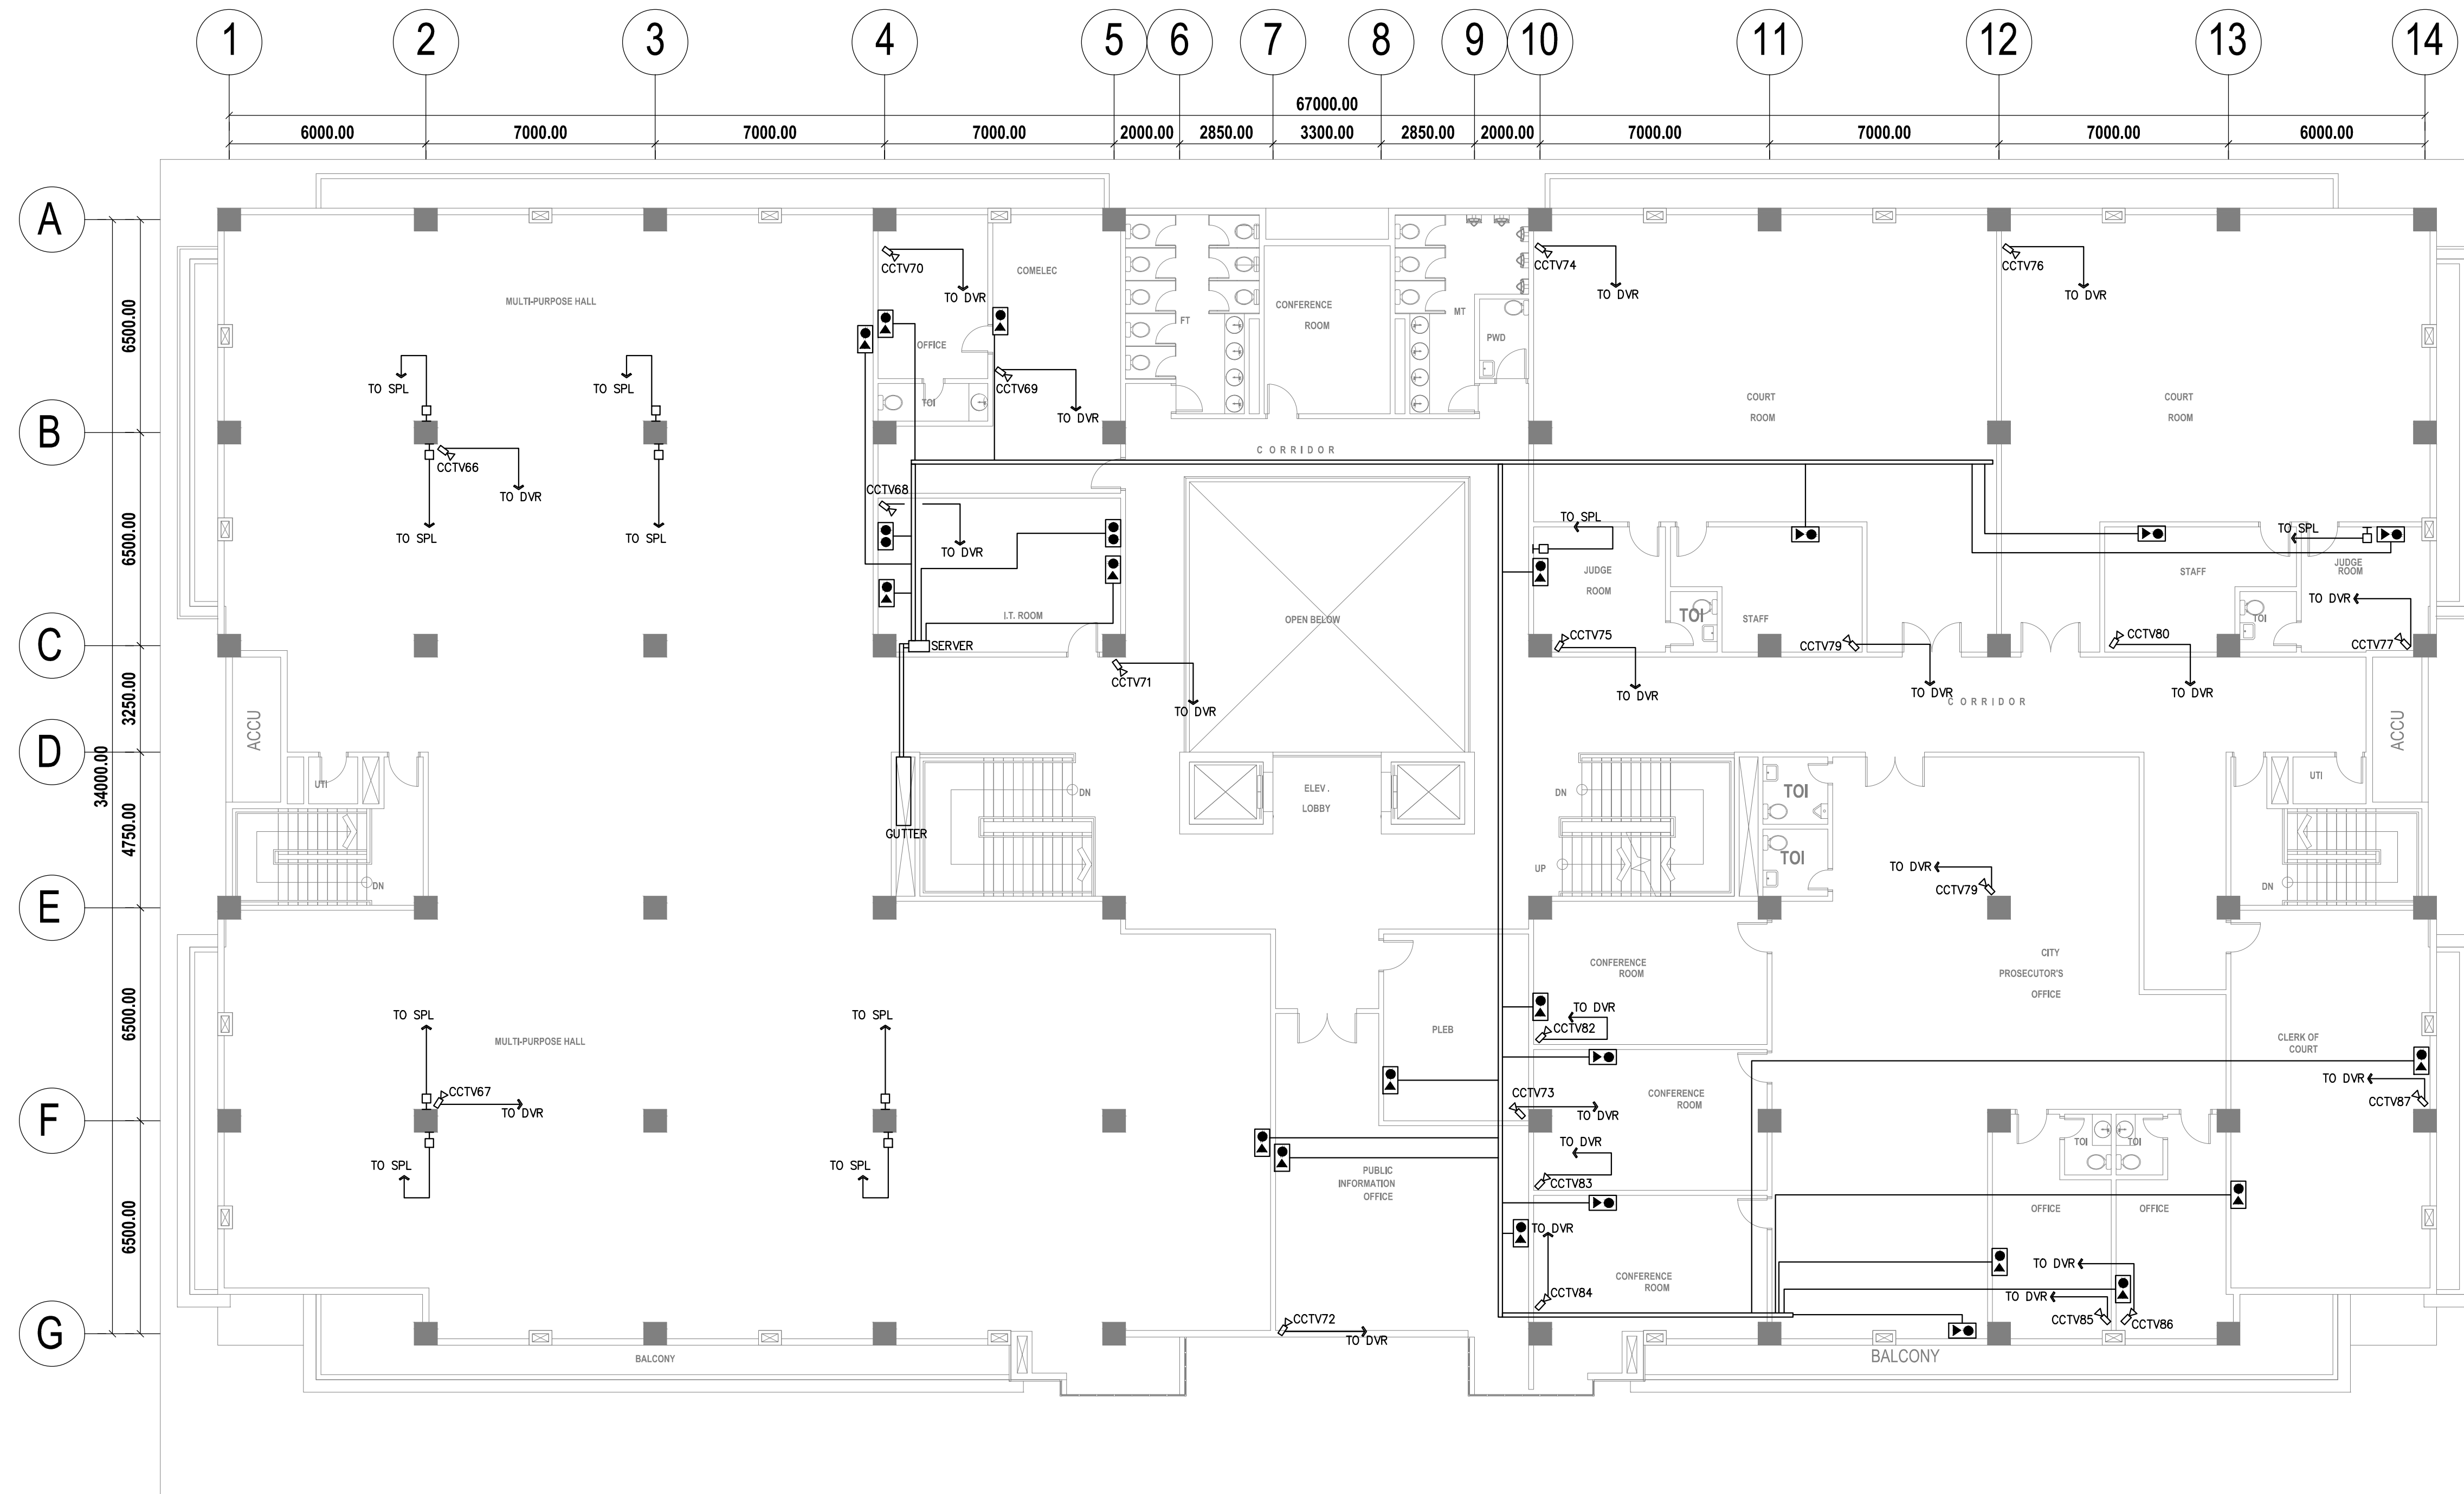 1 2 3 4 5 6 7 8 9 10 11 12 13 14
67000.00
6000.00 7000.00 7000.00 7000.00 2000.00 2850.00 3300.00 2850.00 2000.00 7000.00 7000.00 7000.00 6000.00
A
CCTV70
TO DVR
COMELEC
MULTI-PURPOSE HALL
CONFERENCE
ROOM
FT
MT
PWD
CCTV74
TO DVR
CCTV76
TO DVR
6500.00
OFFICE
TO SPL
TO SPL
TOI
CCTV69
TO DVR
COURT
ROOM
COURT
ROOM
B
CCTV66
TO DVR
CORRIDOR
CCTV68
TO DVR
TO SPL
TO SPL
6500.00
TO SPL
TO SPL
JUDGE
ROOM
STAFF
JUDGE
ROOM
I.T. ROOM
OPEN BELOW
TOI
STAFF
TO DVR
TOI
C
SERVER
CCTV75
CCTV79
CCTV80
CCTV77
CCTV71
TO DVR
TO DVR
TO DVR
TO DVR
CORRIDOR
3250.00
ACCU
ACCU
D
34000.00
UTI
DN
ELEV.
LOBBY
DN
TOI
UTI
4750.00
GUTTER
TOI
UP
DN
TO DVR
CCTV79
DN
E
CONFERENCE
ROOM
CITY
PROSECUTOR'S
OFFICE
6500.00
TO SPL
TO SPL
TO DVR
CCTV82
MULTI-PURPOSE HALL
PLEB
CLERK OF
COURT
CCTV67
TO DVR
CCTV73
TO DVR
CONFERENCE
ROOM
TO DVR
CCTV87
F
TO DVR
TOI
TOI
TO SPL
TO SPL
PUBLIC
INFORMATION
OFFICE
CCTV83
6500.00
OFFICE
OFFICE
TO DVR
TO DVR
CONFERENCE
ROOM
CCTV84
TO DVR
CCTV85
CCTV86
G
CCTV72
TO DVR
BALCONY
BALCONY